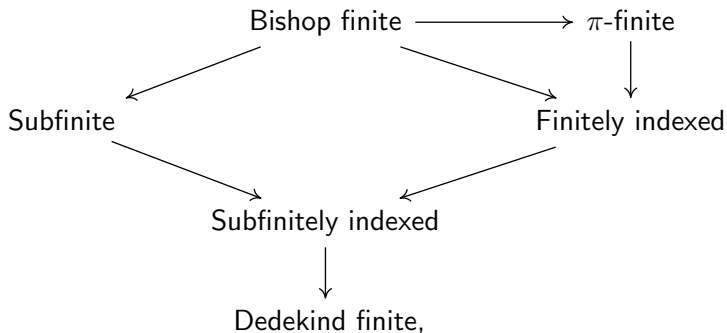 Bishop finite π-finite
Subfinite Finitely indexed
Subfinitely indexed
Dedekind finite,